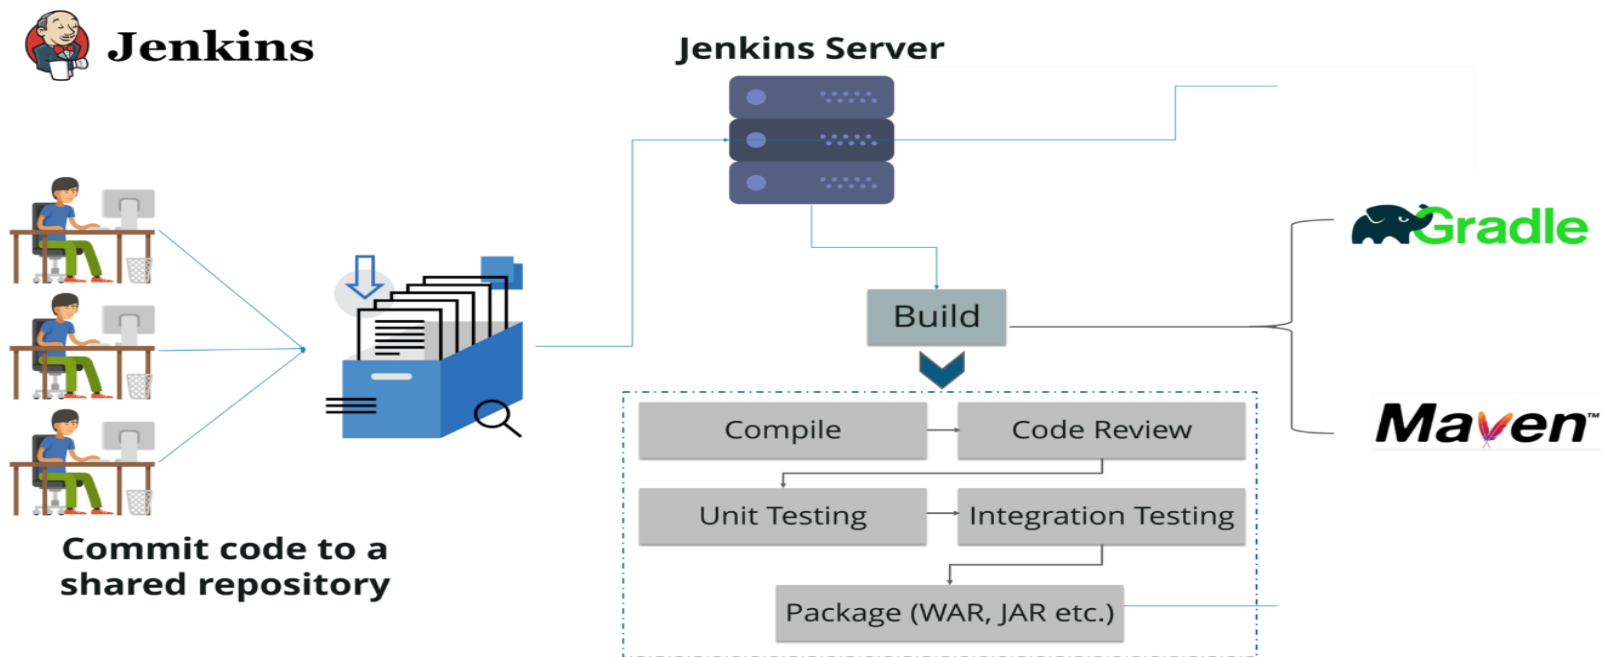 Jenkins
Jenkins Server
Gradle
Build
Maven™
Compile
Code Review
Unit Testing
Integration Testing
Commit code to a
shared repository
Package (WAR, JAR etc.)